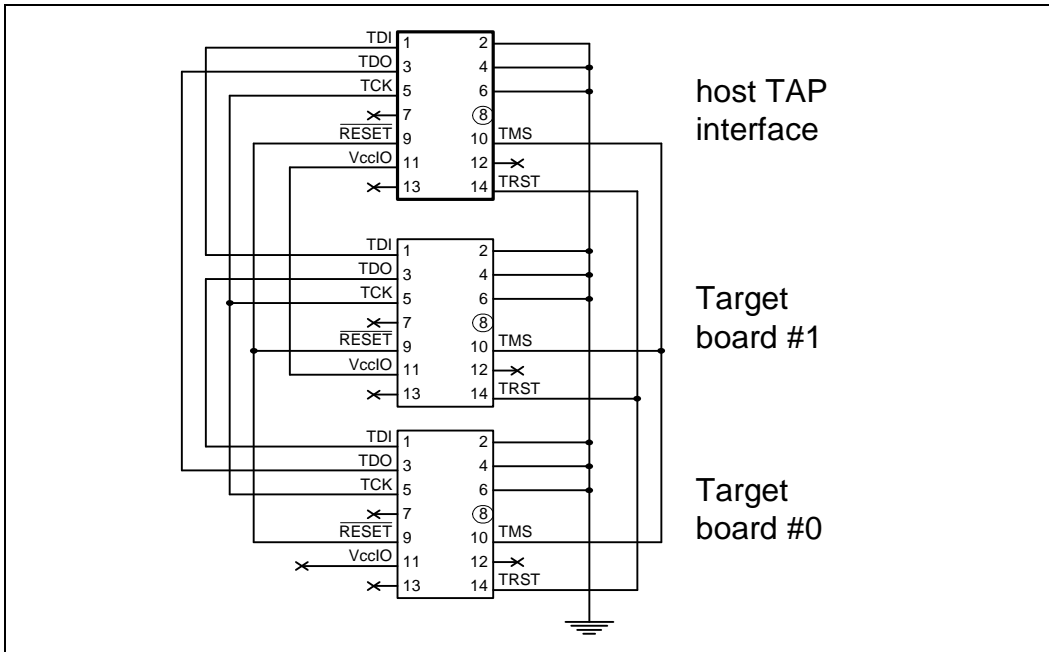 TDI 1 2
TDO 3 4
TCK 5 6
7 8
RESET 9 10 TMS
VccIO 11 12
13 14 TRST
host TAP
interface
TDI 1 2
TDO 3 4
TCK 5 6
7 8
RESET 9 10 TMS
VccIO 11 12
13 14 TRST
Target
board #1
TDI 1 2
TDO 3 4
TCK 5 6
7 8
RESET 9 10 TMS
VccIO 11 12
13 14 TRST
Target
board #0